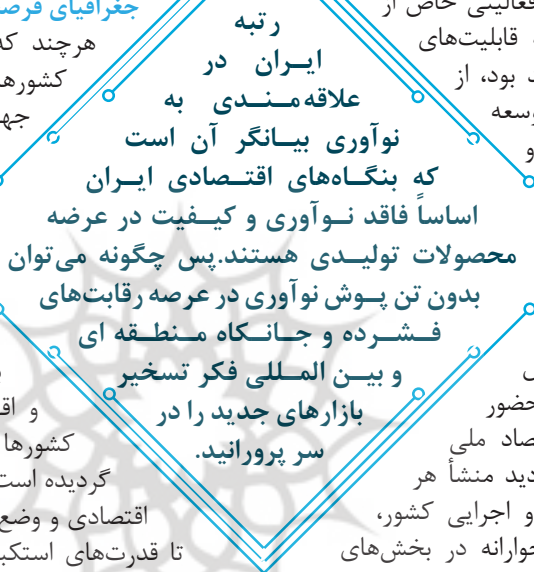 جغرافیای فرصت
هرچند که
کشورها
فعالیتی خاص از
قابلیت‌های
بود، از
وسعه
و
رتبه
ایران در
علاقه‌مندی به
نوآوری بیانگر آن است
که بنگاه‌های اقتصادی ایران
اساساً فاقد نوآوری و کیفیت در عرضه
محصولات تولیدی هستند.پس چگونه می‌توان
بدون تن پوش نوآوری در عرصه رقابت‌های
فشرده و جانکاه منطقه ای
و بین المللی فکر تسخیر
بازارهای جدید را در
سر پرورانید.
حضور
صاد ملی
دید منشأ هر
و اجرایی کشور،
خوارانه در بخش‌های
و اق
کشورها
گردیده است
اقتصادی و وضع
تا قدرت‌های استکب